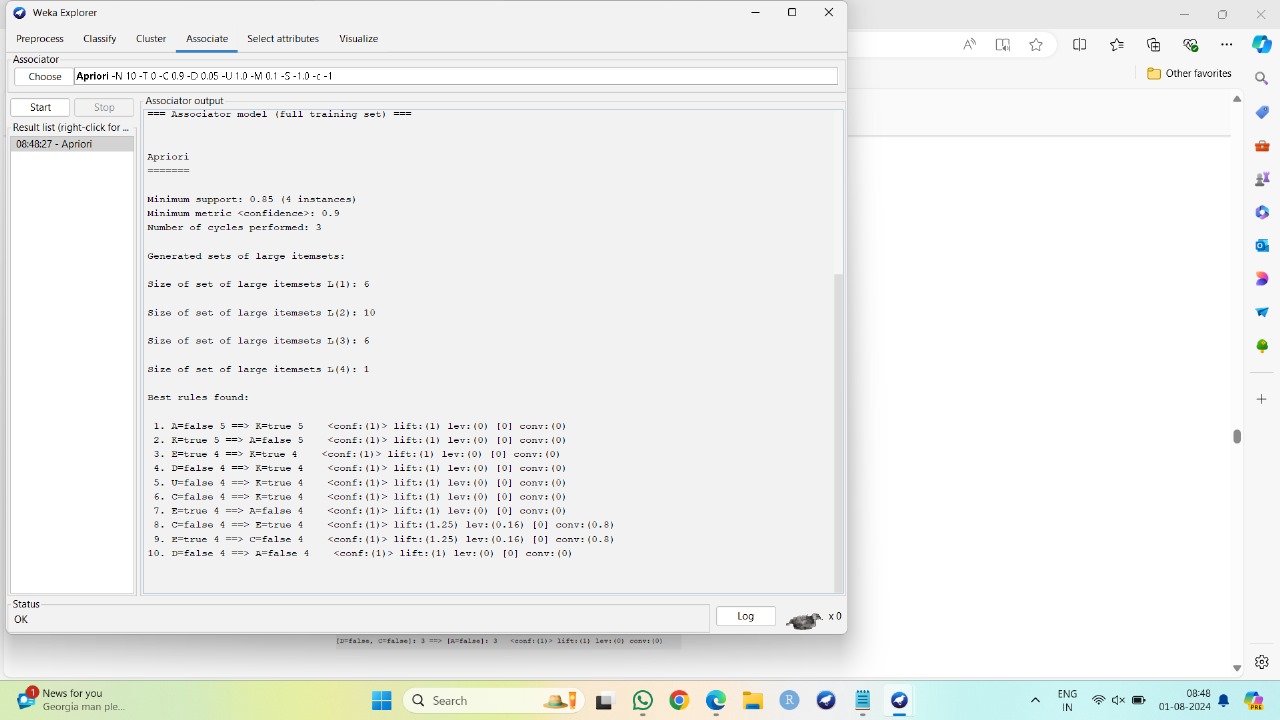 Weka Explorer
Preprocess Classify Cluster Associate Select attributes Visualize
Associator
Choose Apriori -N 10 -T 0 -C 0.9 -D 0.05 -U 1.0 -M 0.1 -S -1.0 -c -1
Start Stop
Result list (right-click for ...
08:48:27 - Apriori
Associator output
=== Associator model (full training set) ===
Apriori
=======
Minimum support: 0.85 (4 instances)
Minimum metric <confidence>: 0.9
Number of cycles performed: 3
Generated sets of large itemsets:
Size of set of large itemsets L(1): 6
Size of set of large itemsets L(2): 10
Size of set of large itemsets L(3): 6
Size of set of large itemsets L(4): 1
Best rules found:
1. A=false 5 ==> K=true 5 <conf:(1)> lift:(1) lev:(0) [0] conv:(0)
2. K=true 5 ==> A=false 5 <conf:(1)> lift:(1) lev:(0) [0] conv:(0)
3. E=true 4 ==> K=true 4 <conf:(1)> lift:(1) lev:(0) [0] conv:(0)
4. D=false 4 ==> K=true 4 <conf:(1)> lift:(1) lev:(0) [0] conv:(0)
5. U=false 4 ==> K=true 4 <conf:(1)> lift:(1) lev:(0) [0] conv:(0)
6. C=false 4 ==> K=true 4 <conf:(1)> lift:(1) lev:(0) [0] conv:(0)
7. E=true 4 ==> A=false 4 <conf:(1)> lift:(1) lev:(0) [0] conv:(0)
8. C=false 4 ==> E=true 4 <conf:(1)> lift:(1.25) lev:(0.16) [0] conv:(0.8)
9. E=true 4 ==> C=false 4 <conf:(1)> lift:(1.25) lev:(0.16) [0] conv:(0.8)
10. D=false 4 ==> A=false 4 <conf:(1)> lift:(1) lev:(0) [0] conv:(0)
Status
OK
Log x 0
[D=false, C=false]: 3 ==> [A=false]: 3 <conf:(1)> lift:(1) lev:(0) conv:(0)
Other favorites
1
News for you
Georgia man ple...
Search
R
ENG
IN
08:48
01-08-2024
PRE